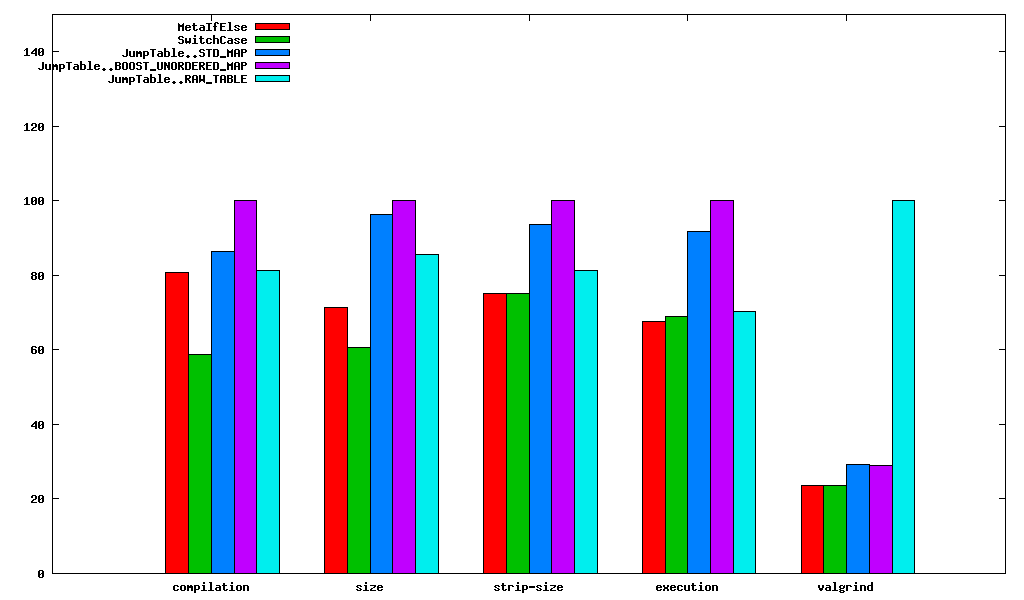 MetaIfElse
SwitchCase
JumpTable..STD_MAP
JumpTable..BOOST_UNORDERED_MAP
JumpTable..RAW_TABLE
140
120
100
80
60
40
20
0
compilation size strip-size execution valgrind